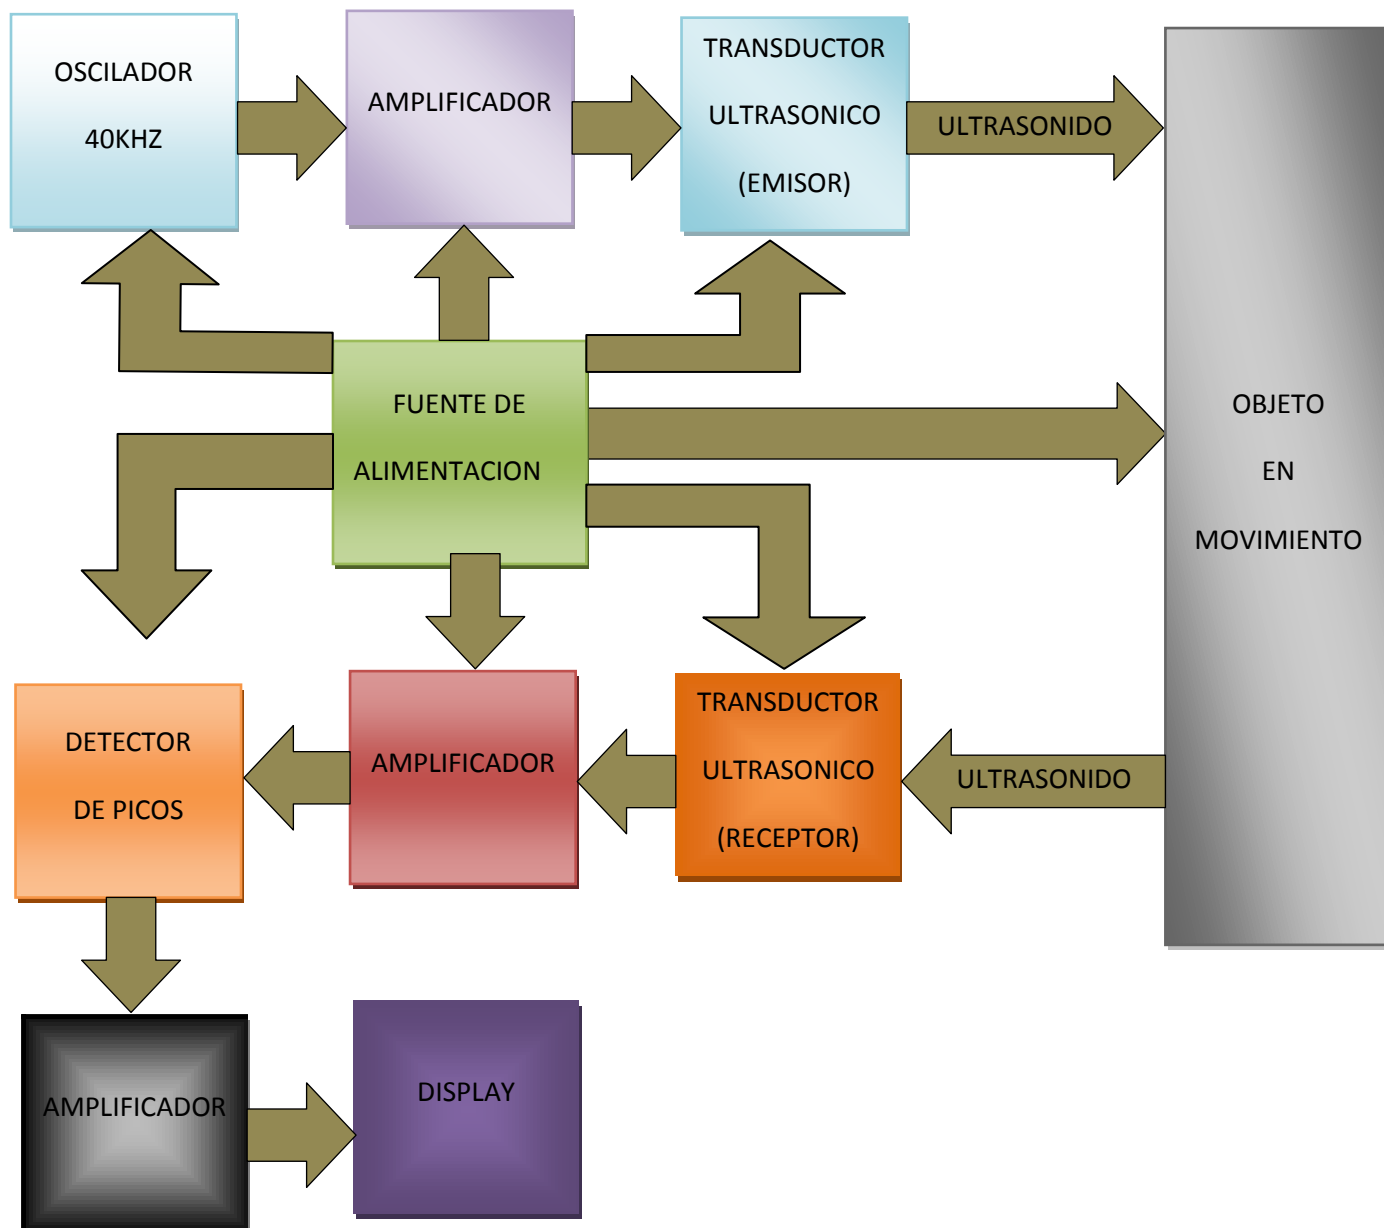 OSCILADOR
40KHZ
AMPLIFICADOR
TRANSDUCTOR
ULTRASONICO
(EMISOR)
ULTRASONIDO
FUENTE DE
ALIMENTACION
OBJETO
EN
MOVIMIENTO
DETECTOR
DE PICOS
AMPLIFICADOR
TRANSDUCTOR
ULTRASONICO
(RECEPTOR)
ULTRASONIDO
AMPLIFICADOR
DISPLAY